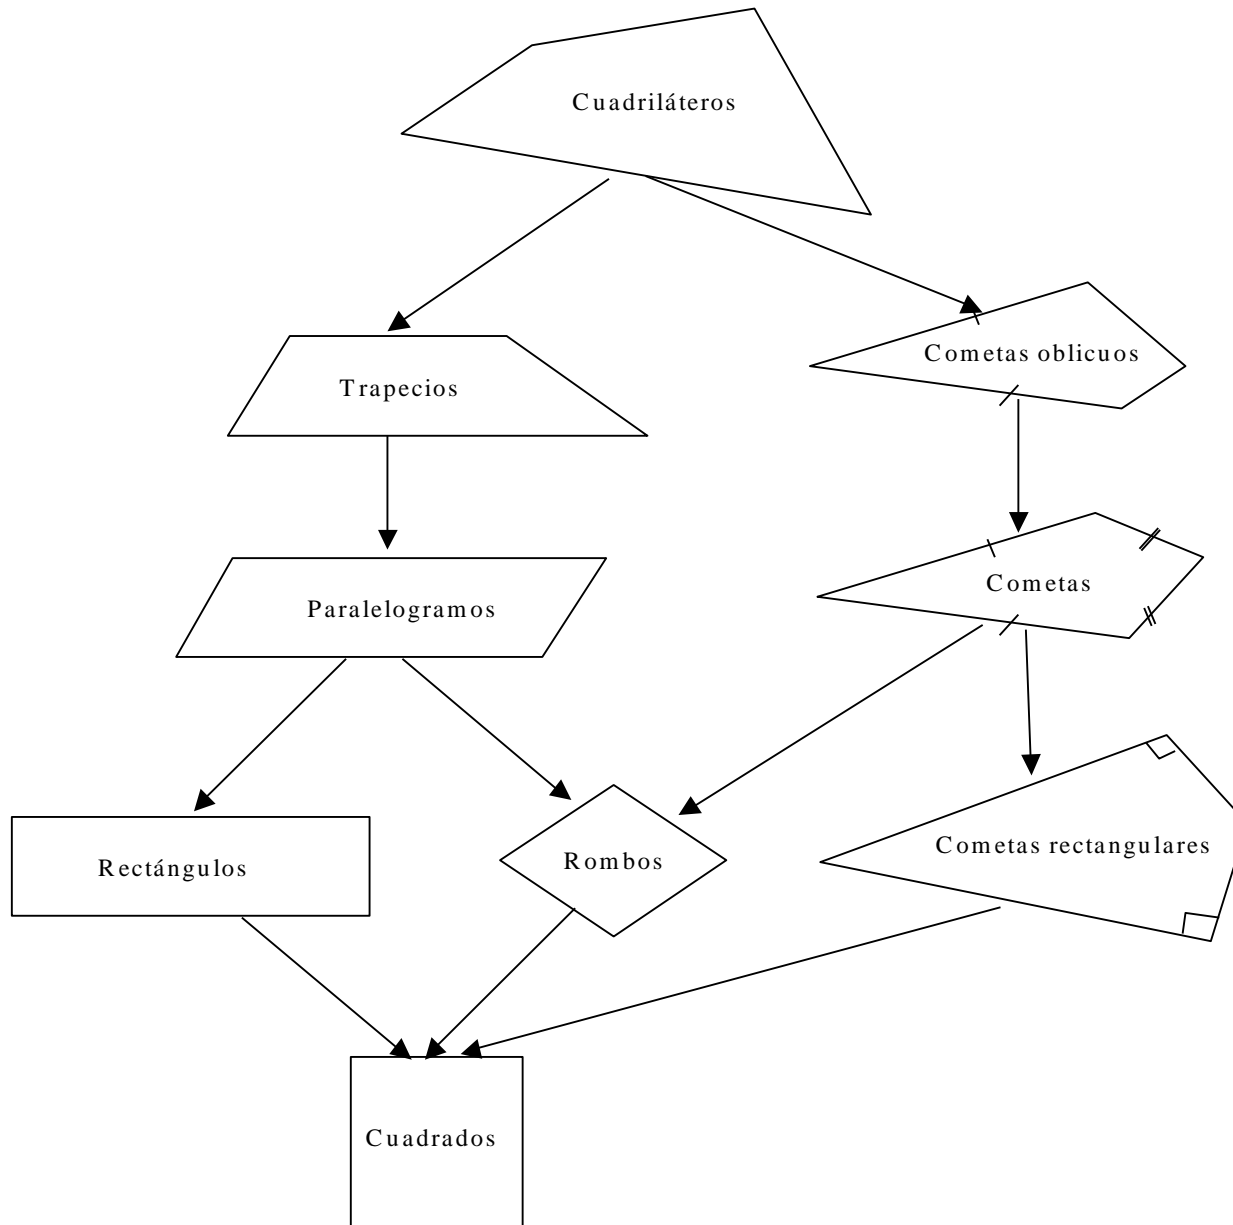 Cuadriláteros
Cometas oblicuos
Trapecios
Cometas
Paralelogramos
Cometas rectangulares
Rombos
Rectángulos
Cuadrados